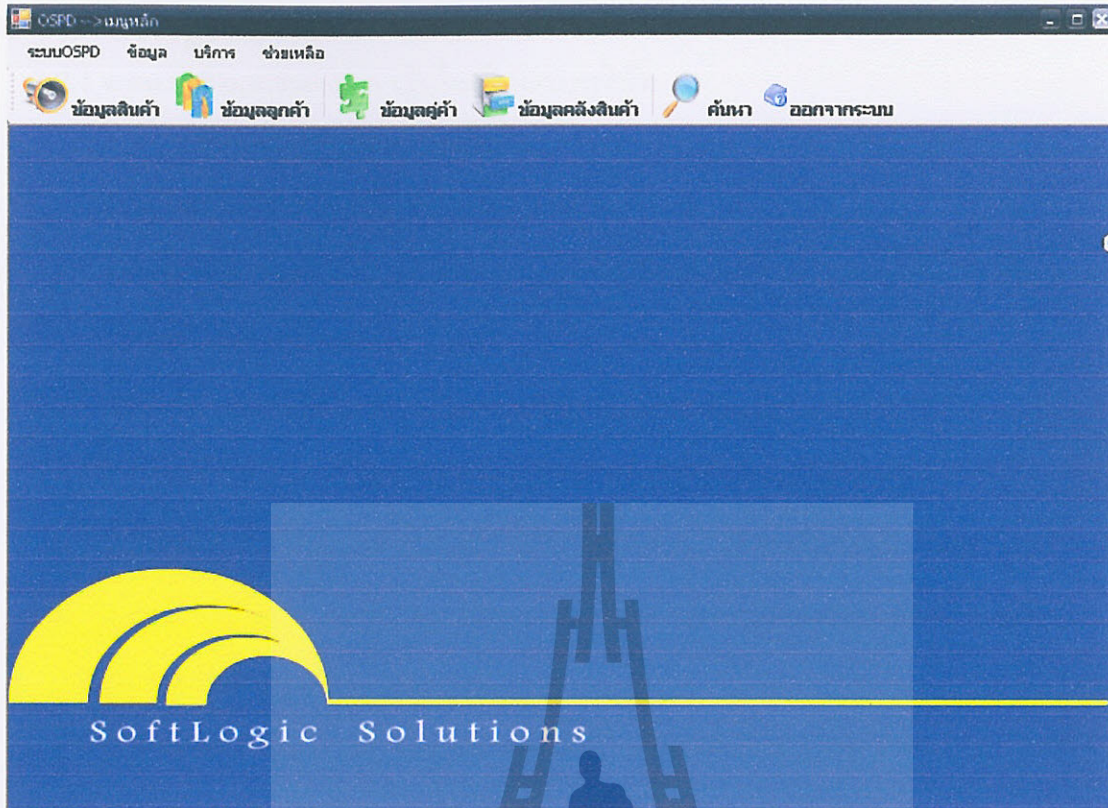 OSPD -->เมนูหลัก
ระบบOSPD ข้อมูล บริการ ช่วยเหลือ
ข้อมูลสินค้า ข้อมูลลูกค้า ข้อมูลคู่ค้า ข้อมูลคลังสินค้า ค้นหา ออกจากระบบ
SoftLogic Solutions